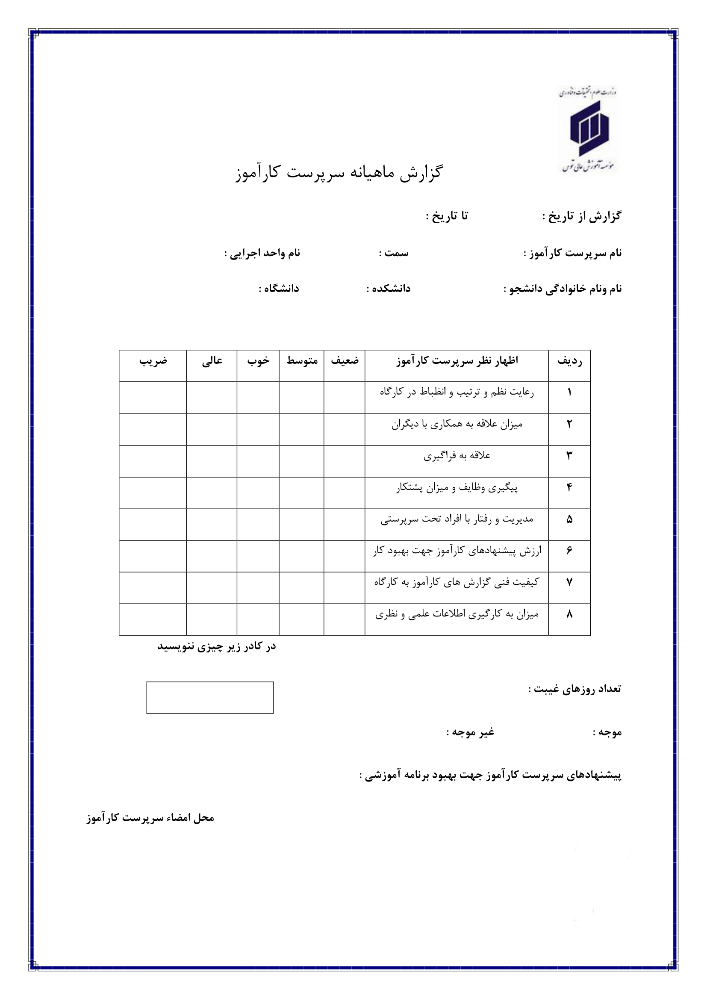 وزارت علوم، تحقیقات و فناوری
موسسه آموزش عالی توس
گزارش ماهیانه سرپرست کارآموز
گزارش از تاریخ : تا تاریخ :
نام سرپرست کارآموز : سمت : نام واحد اجرایی :
نام ونام خانوادگی دانشجو : دانشکده : دانشگاه :
ردیف اظهار نظر سرپرست کارآموز ضعیف متوسط خوب عالی ضریب
۱ رعایت نظم و ترتیب و انظباط در کارگاه
۲ میزان علاقه به همکاری با دیگران
۳ علاقه به فراگیری
۴ پیگیری وظایف و میزان پشتکار
۵ مدیریت و رفتار با افراد تحت سرپرستی
۶ ارزش پیشنهادهای کارآموز جهت بهبود کار
۷ کیفیت فنی گزارش های کارآموز به کارگاه
۸ میزان به کارگیری اطلاعات علمی و نظری
در کادر زیر چیزی ننویسید
تعداد روزهای غیبت :
موجه : غیر موجه :
پیشنهادهای سرپرست کارآموز جهت بهبود برنامه آموزشی :
محل امضاء سرپرست کارآموز